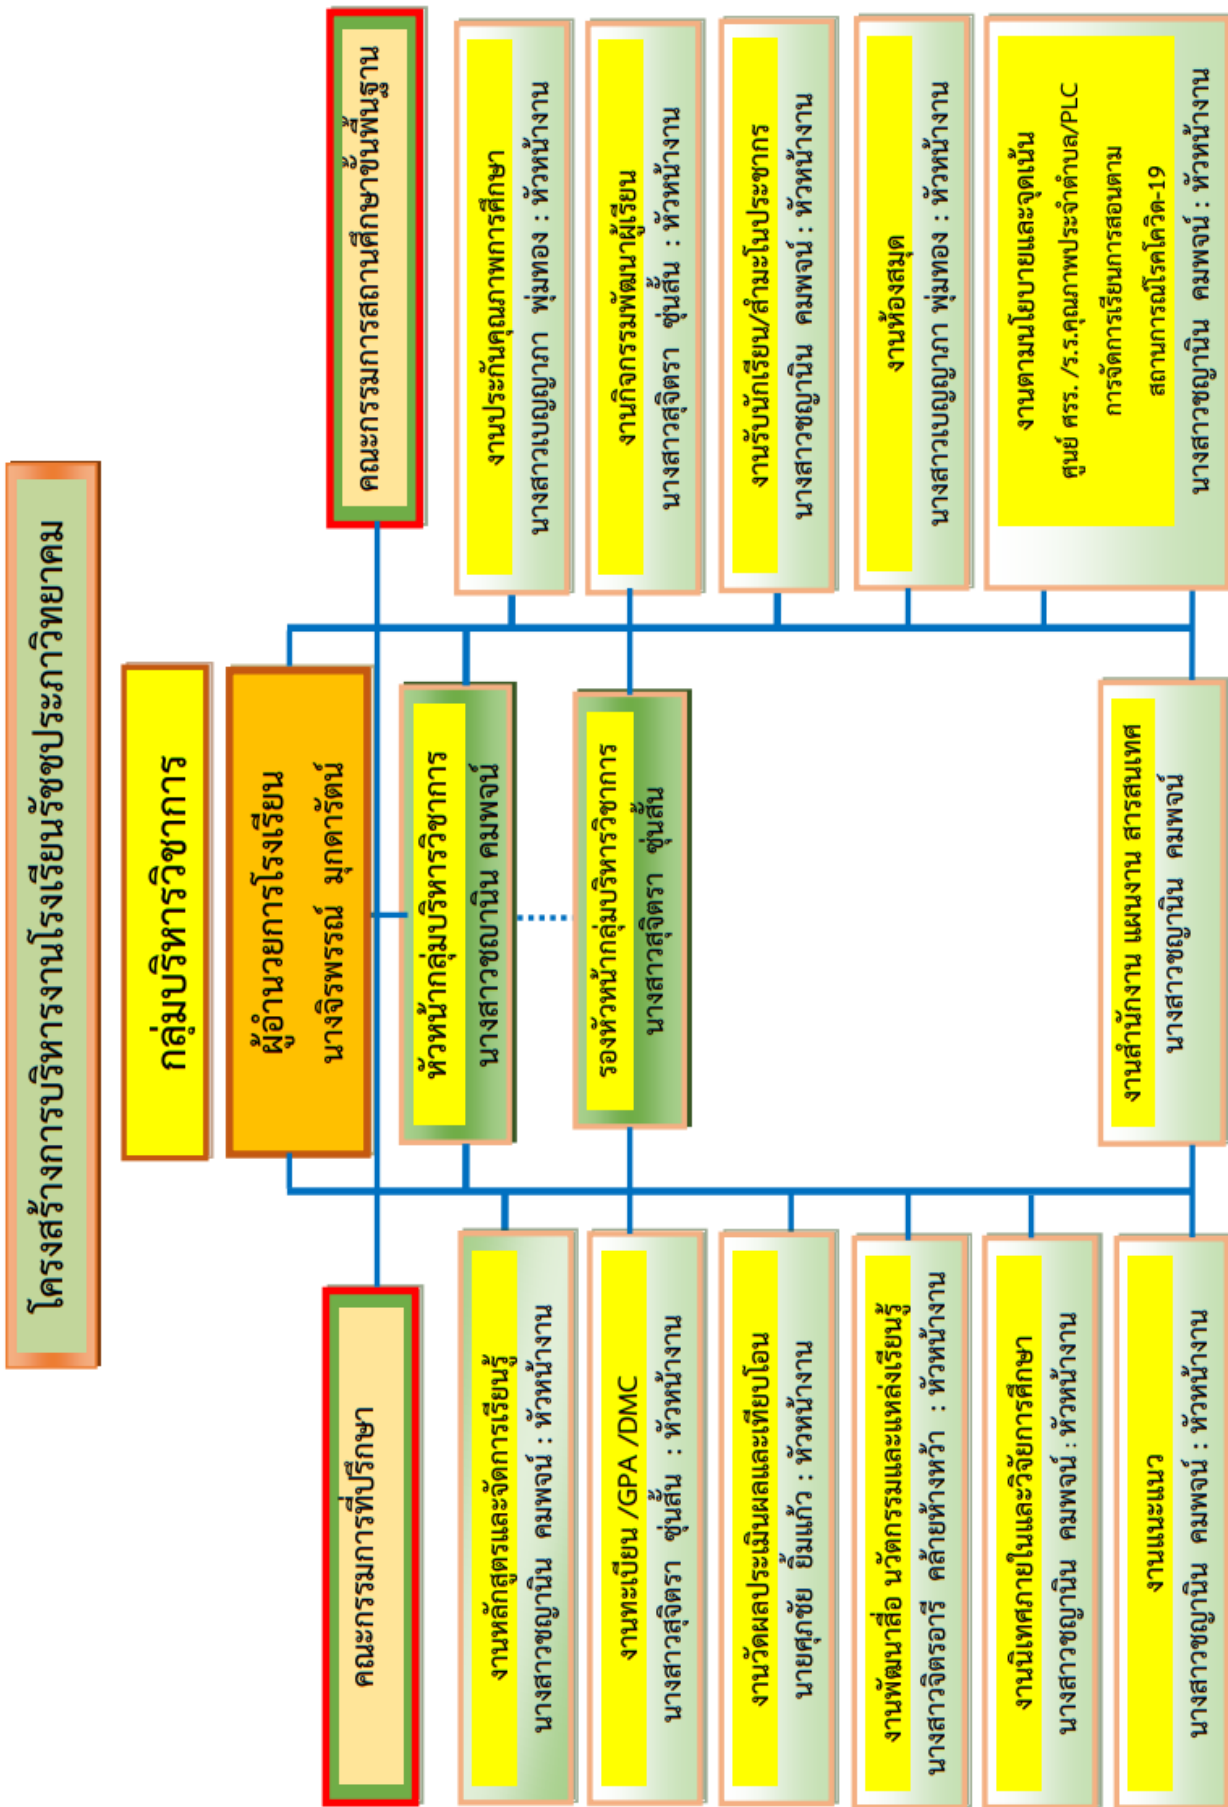 โครงสร้างการบริหารงานโรงเรียนรัชชประภาวิทยาคม
กลุ่มบริหารวิชาการ
ผู้อำนวยการโรงเรียน
นางจิรพรรณ์ มุกดารัตน์
คณะกรรมการที่ปรึกษา
คณะกรรมการสถานศึกษาขั้นพื้นฐาน
หัวหน้ากลุ่มบริหารวิชาการ
นางสาวชญานิน คมพจน์
รองหัวหน้ากลุ่มบริหารวิชาการ
นางสาวสุจิตรา ชุ่นสั้น
งานสำนักงาน แผนงาน สารสนเทศ
นางสาวชญานิน คมพจน์
งานหลักสูตรและจัดการเรียนรู้
นางสาวชญานิน คมพจน์ : หัวหน้างาน
งานทะเบียน /GPA /DMC
นางสาวสุจิตรา ชุ่นสั้น : หัวหน้างาน
งานวัดผลประเมินผลและเทียบโอน
นายศุภชัย ยิ้มแก้ว : หัวหน้างาน
งานพัฒนาสื่อ นวัตกรรมและแหล่งเรียนรู้
นางสาวจิตรอารี คล้ายห้างหว้า : หัวหน้างาน
งานนิเทศภายในและวิจัยการศึกษา
นางสาวชญานิน คมพจน์ : หัวหน้างาน
งานแนะแนว
นางสาวชญานิน คมพจน์ : หัวหน้างาน
งานประกันคุณภาพการศึกษา
นางสาวเบญญาภา พุ่มทอง : หัวหน้างาน
งานกิจกรรมพัฒนาผู้เรียน
นางสาวสุจิตรา ชุ่นสั้น : หัวหน้างาน
งานรับนักเรียน/สำมะโนประชากร
นางสาวชญานิน คมพจน์ : หัวหน้างาน
งานห้องสมุด
นางสาวเบญญาภา พุ่มทอง : หัวหน้างาน
งานตามนโยบายและจุดเน้น
ศูนย์ ศรร. /ร.ร.คุณภาพประจำตำบล/PLC
การจัดการเรียนการสอนตาม
สถานการณ์โรคโควิด-19
นางสาวชญานิน คมพจน์ : หัวหน้างาน